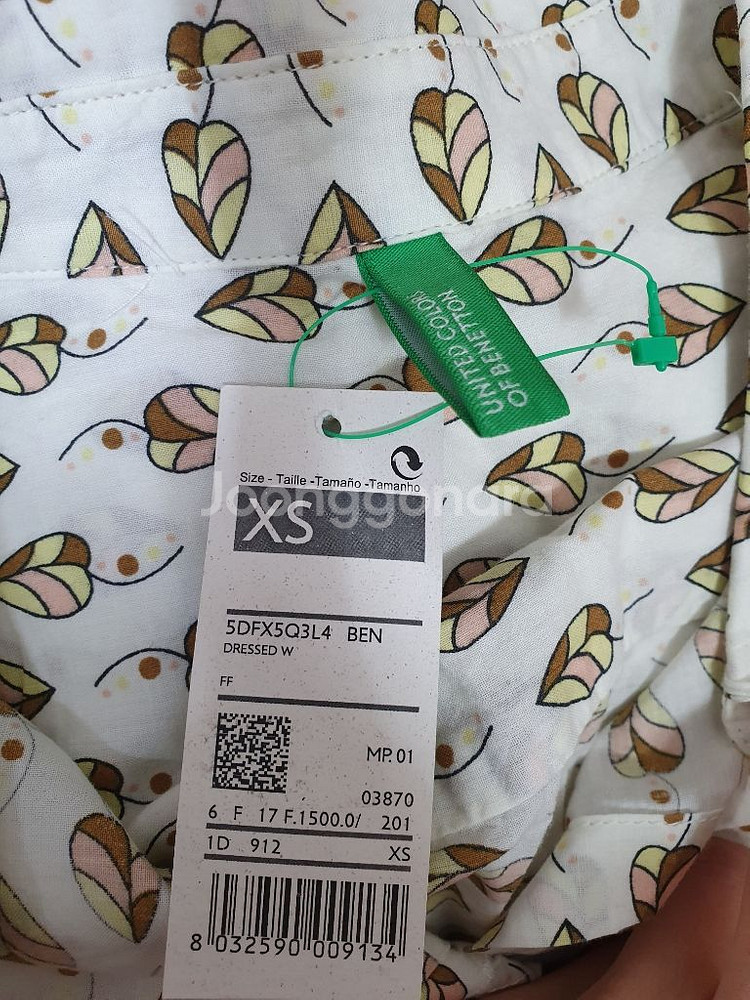 UNITED COLORS
OF BENETTON
Size - Taille -Tamaño -Tamanho
Joonggonara
XS
5DFX5Q3L4 BEN
DRESSED W
FF
MP. 01
03870
6 F 17 F.1500.0/ 201
1D 912 XS
8 032590 009134